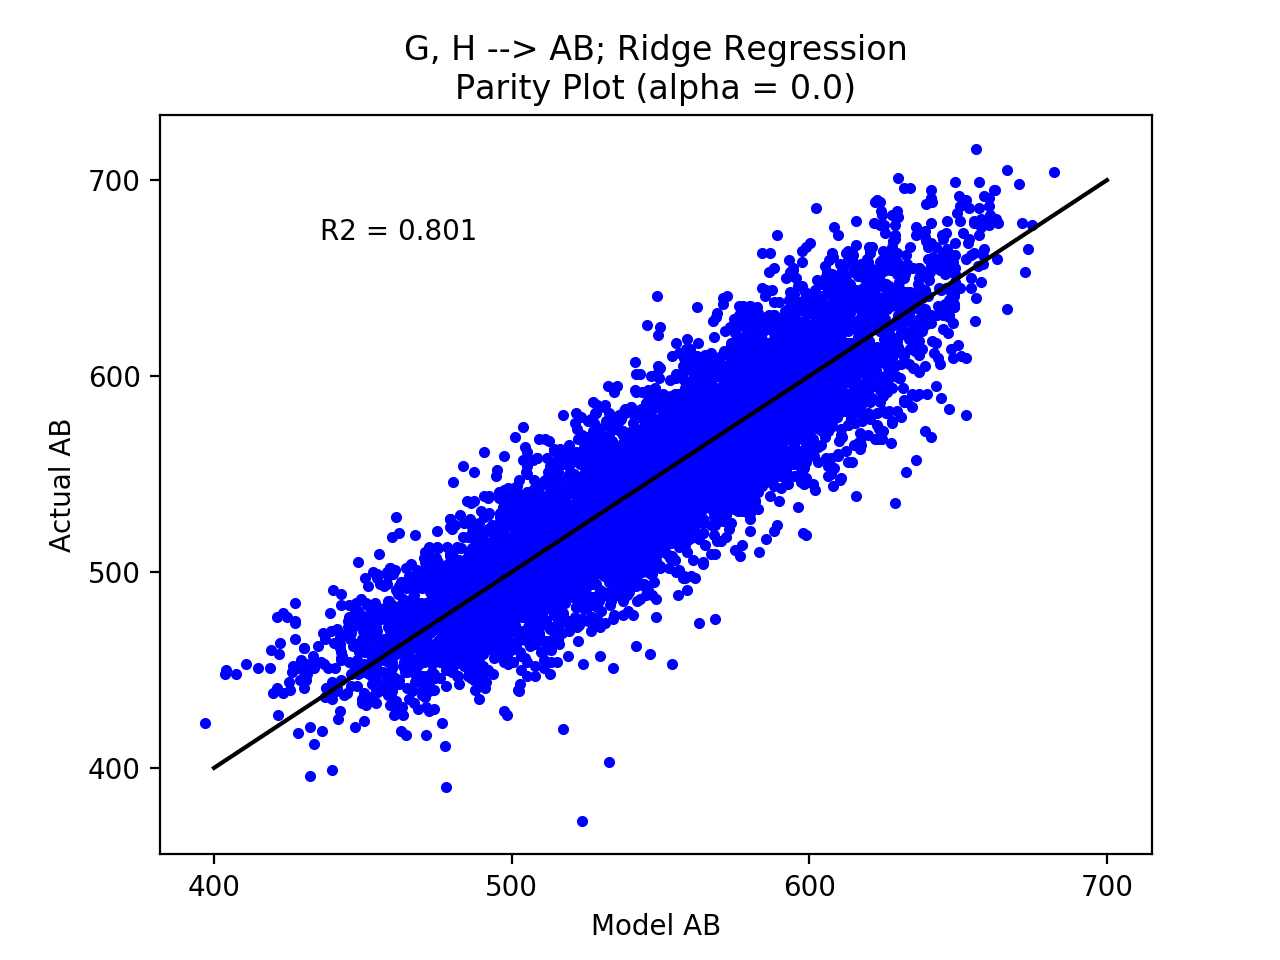 G, H --> AB; Ridge Regression
Parity Plot (alpha = 0.0)
R2 = 0.801
700
600
500
400
Actual AB
400
500
600
700
Model AB